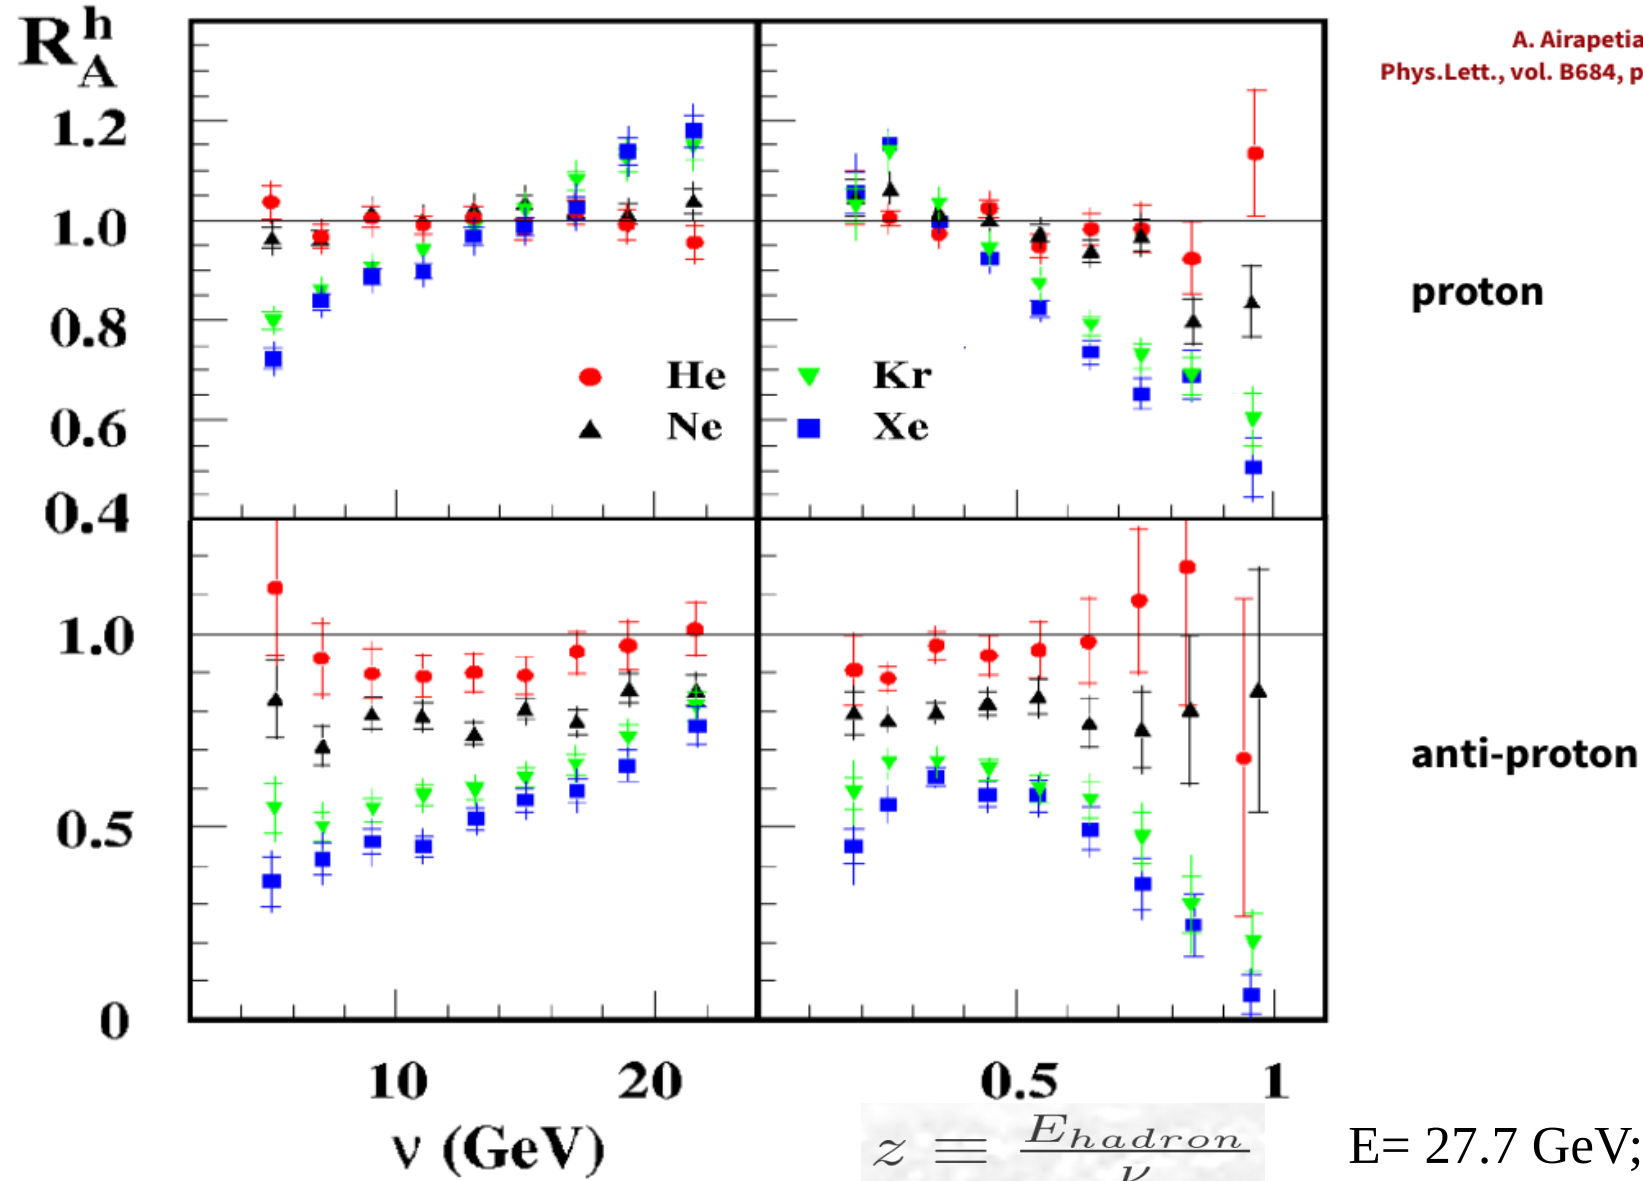 R_A^h
A. Airapetia
Phys.Lett., vol. B684, p
1.2
1.0
0.8
0.6
0.4
He
Kr
Ne
Xe
proton
1.0
0.5
0
anti-proton
10
20
0.5
1
ν (GeV)
z ≡ E_hadron / ν
E= 27.7 GeV;